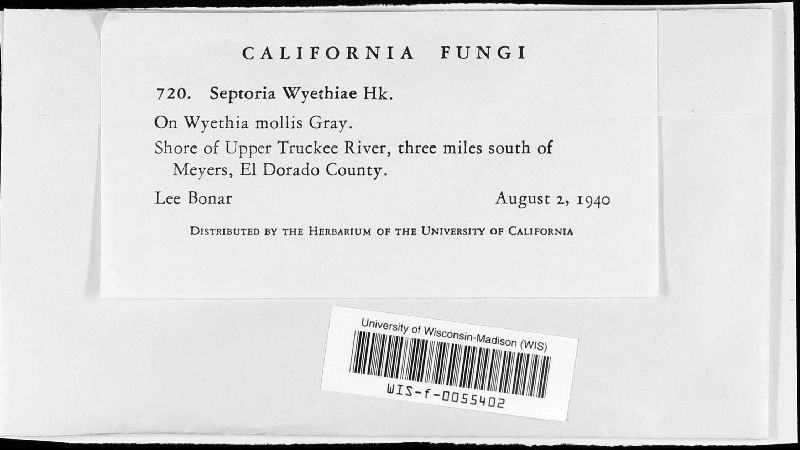 CALIFORNIA FUNGI
720. Septoria Wyethiae Hk.
On Wyethia mollis Gray.
Shore of Upper Truckee River, three miles south of
Meyers, El Dorado County.
Lee Bonar August 2, 1940
Distributed by the Herbarium of the University of California
University of Wisconsin-Madison (WIS)
WIS-f-0055402